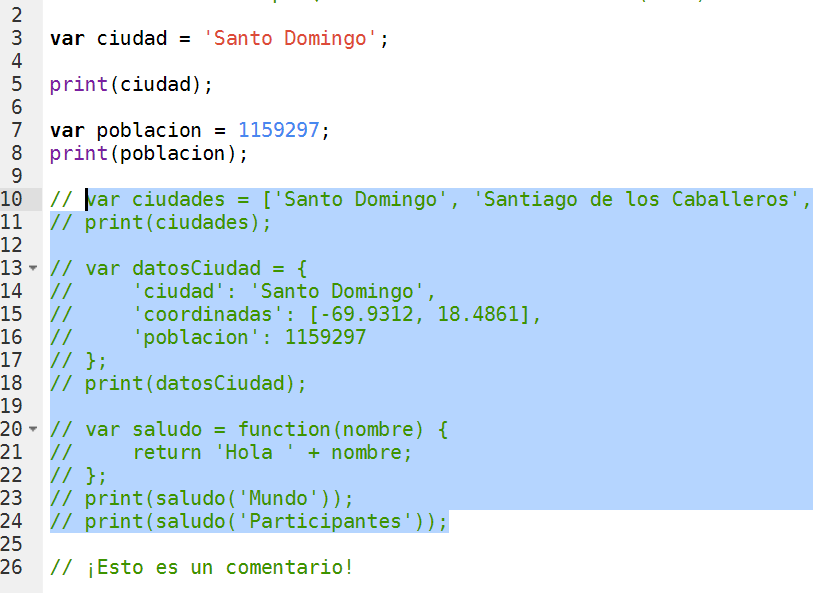 2
3 var ciudad = 'Santo Domingo';
4
5 print(ciudad);
6
7 var poblacion = 1159297;
8 print(poblacion);
9
10 // var ciudades = ['Santo Domingo', 'Santiago de los Caballeros',
11 // print(ciudades);
12
13 // var datosCiudad = {
14 //     'ciudad': 'Santo Domingo',
15 //     'coordinadas': [-69.9312, 18.4861],
16 //     'poblacion': 1159297
17 // };
18 // print(datosCiudad);
19
20 // var saludo = function(nombre) {
21 //     return 'Hola ' + nombre;
22 // };
23 // print(saludo('Mundo'));
24 // print(saludo('Participantes'));
25
26 // ¡Esto es un comentario!